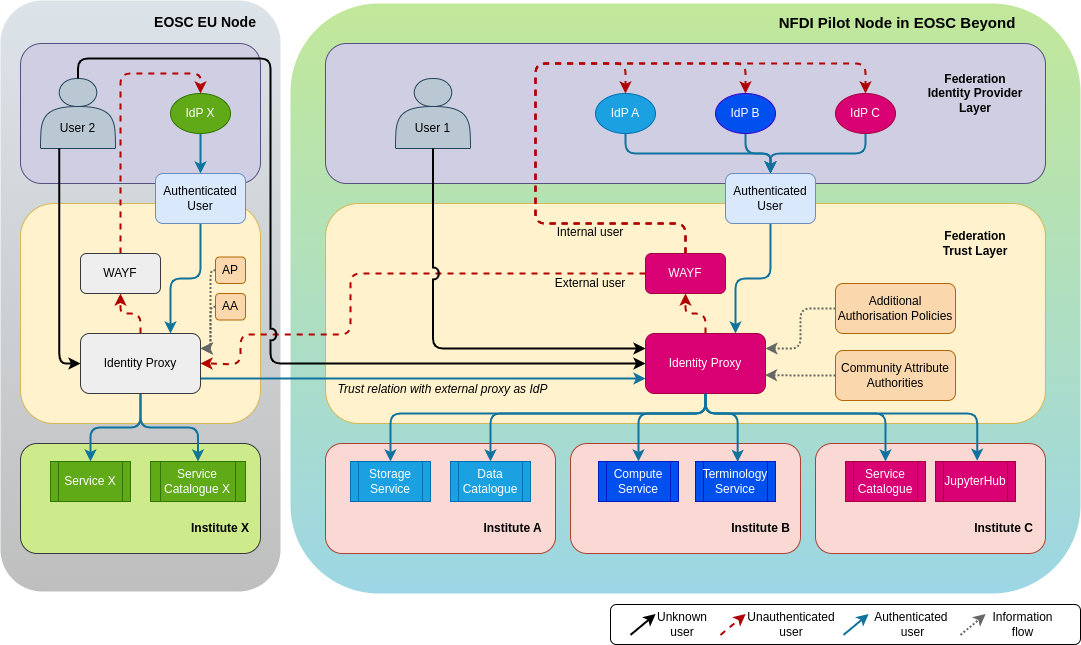 EOSC EU Node
User 2
IdP X
Authenticated
User
WAYF
AP
AA
Identity Proxy
Service X
Service
Catalogue X
Institute X
NFDI Pilot Node in EOSC Beyond
Federation
Identity Provider
Layer
User 1
IdP A
IdP B
IdP C
Authenticated
User
Federation
Trust Layer
Internal user
WAYF
External user
Additional
Authorisation Policies
Identity Proxy
Community Attribute
Authorities
Trust relation with external proxy as IdP
Storage
Service
Data
Catalogue
Institute A
Compute
Service
Terminology
Service
Institute B
Service
Catalogue
JupyterHub
Institute C
Unknown
user
Unauthenticated
user
Authenticated
user
Information
flow